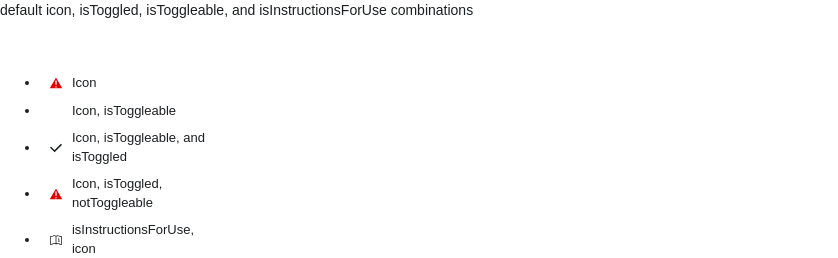 default icon, isToggled, isToggleable, and isInstructionsForUse combinations
Icon
Icon, isToggleable
Icon, isToggleable, and
isToggled
Icon, isToggled,
notToggleable
isInstructionsForUse,
icon